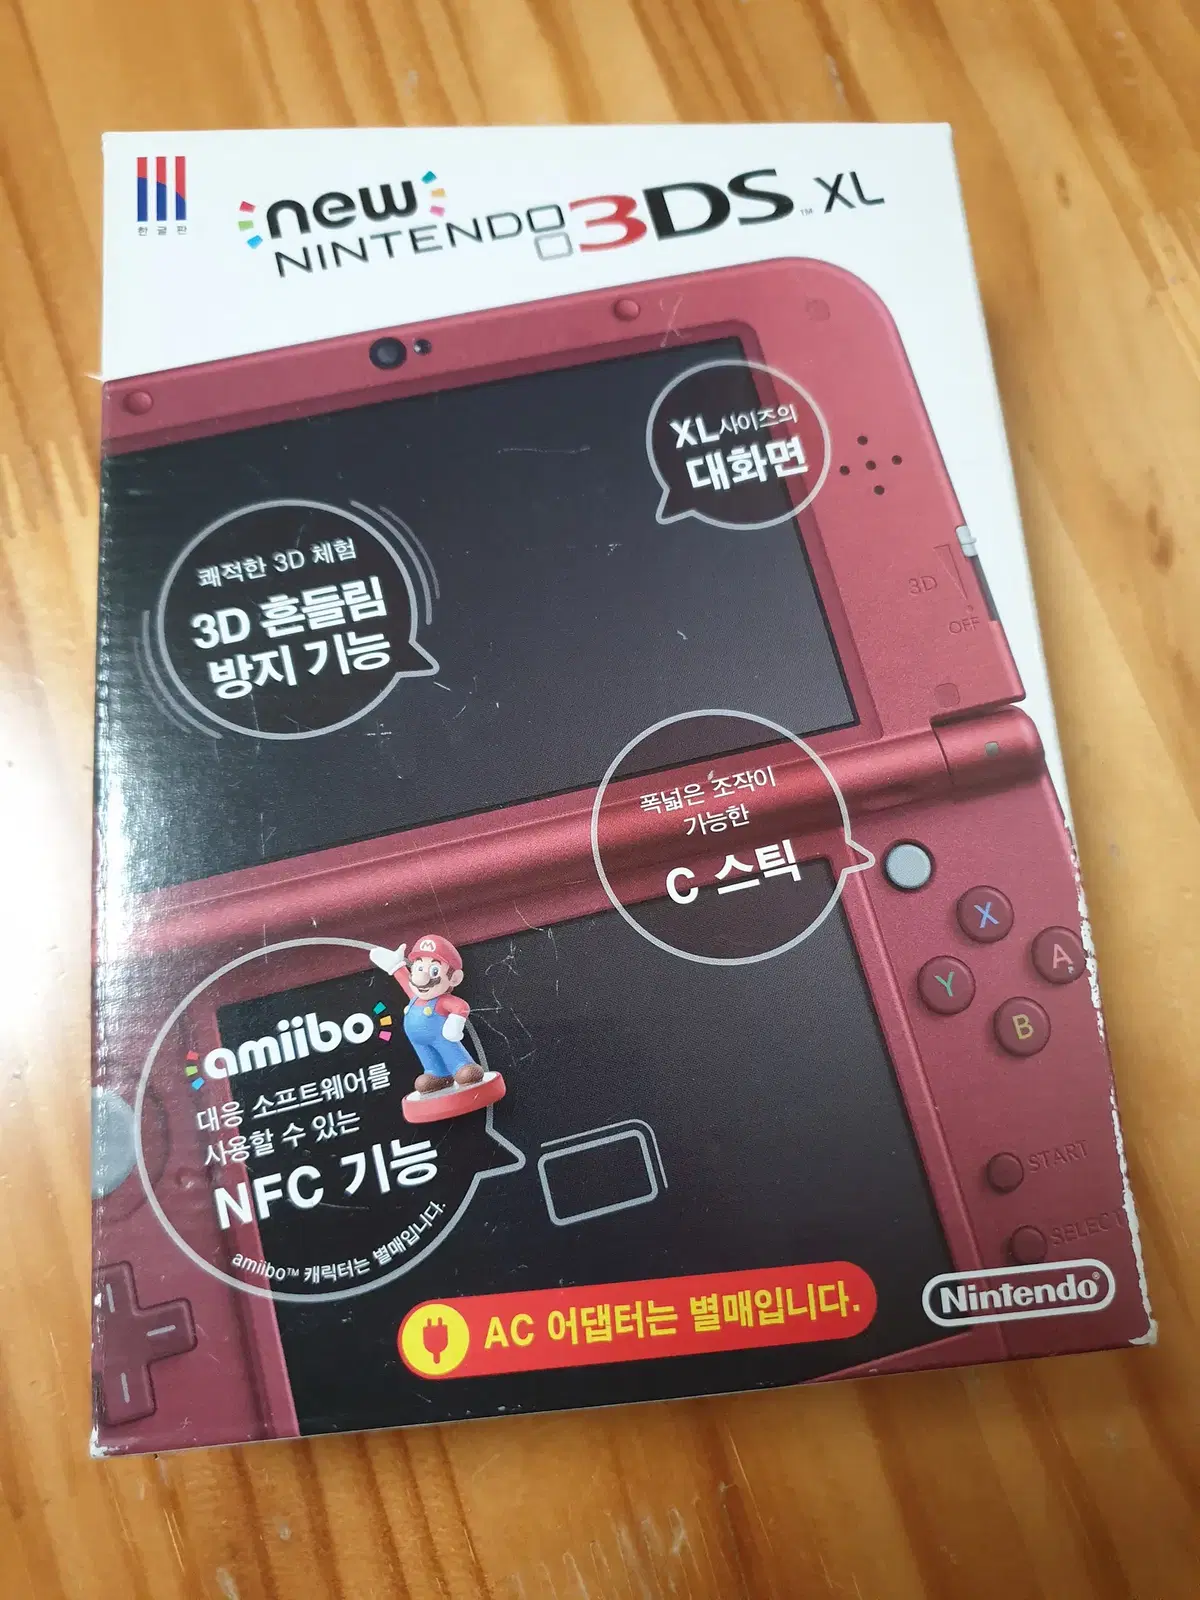 한글판
new
NINTENDO 3DS™ XL
XL사이즈의
대화면
쾌적한 3D 체험
3D 흔들림
방지 기능
3D
OFF
폭넓은 조작이
가능한
C 스틱
X
A
Y
B
M
amiibo
대응 소프트웨어를
사용할 수 있는
NFC 기능
amiibo™ 캐릭터는 별매입니다.
START
SELECT
AC 어댑터는 별매입니다.
Nintendo®